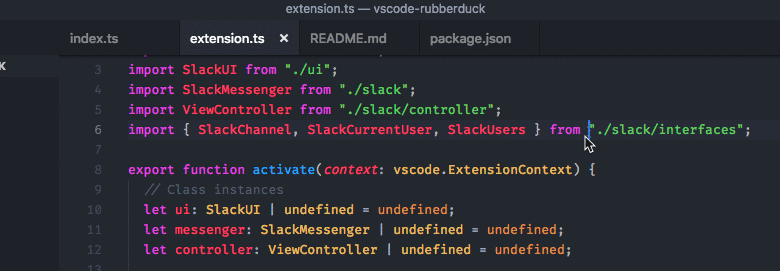 extension.ts — vscode-rubberduck
index.ts extension.ts × README.md package.json
K
3 import SlackUI from "./ui";
4 import SlackMessenger from "./slack";
5 import ViewController from "./slack/controller";
6 import { SlackChannel, SlackCurrentUser, SlackUsers } from "./slack/interfaces";
7
8 export function activate(context: vscode.ExtensionContext) {
9 // Class instances
10 let ui: SlackUI | undefined = undefined;
11 let messenger: SlackMessenger | undefined = undefined;
12 let controller: ViewController | undefined = undefined;
13